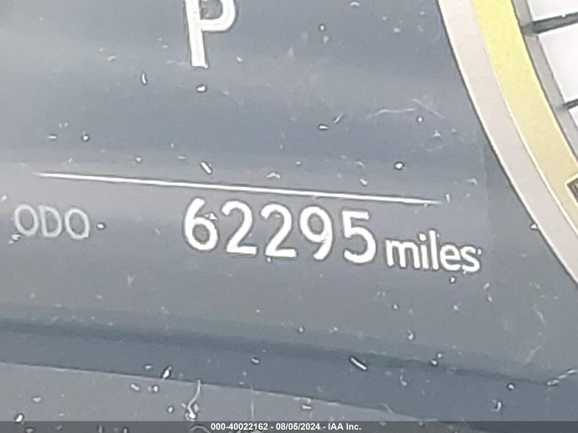 P
ODO 62295 miles
000-40022162 - 08/05/2024 - IAA Inc.